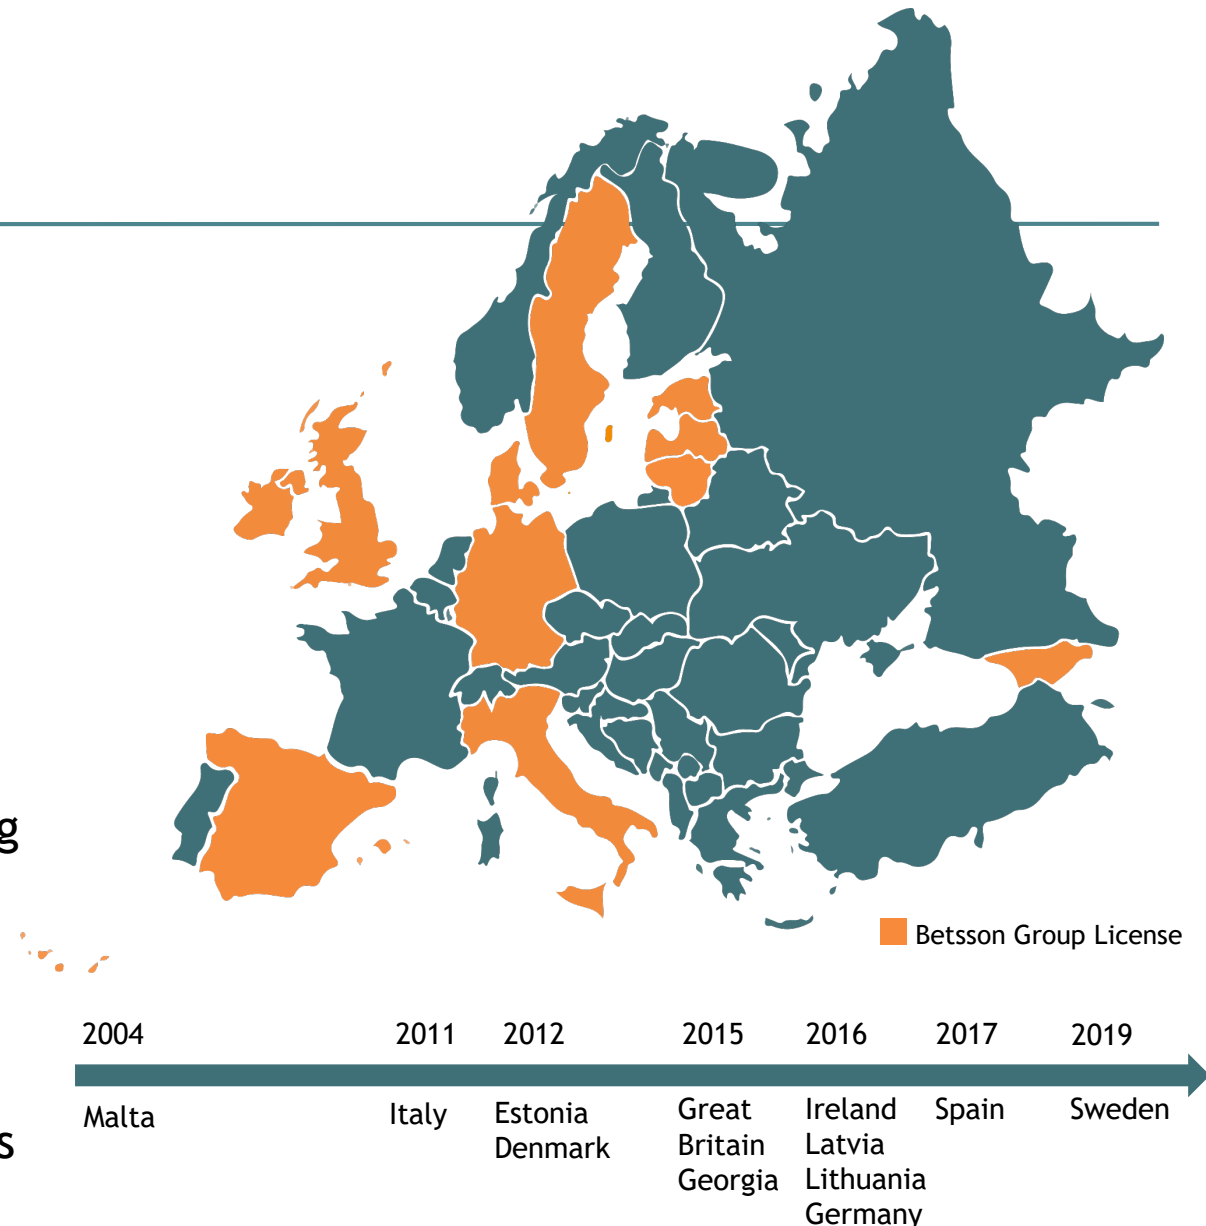 g
Betsson Group License
2004 2011 2012 2015 2016 2017 2019
Malta Italy Estonia Great Ireland Spain Sweden
Denmark Britain Latvia
s Georgia Lithuania
Germany